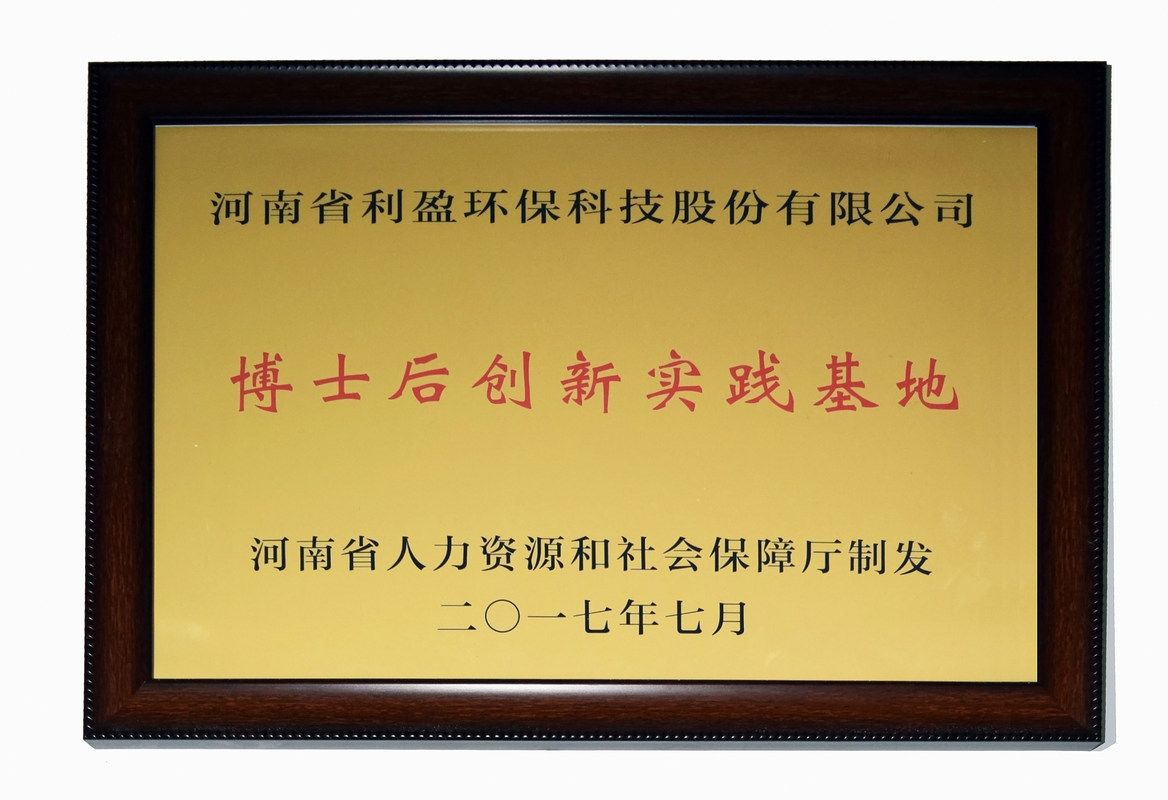 河南省利盈环保科技股份有限公司
博士后创新实践基地
河南省人力资源和社会保障厅制发
二〇一七年七月